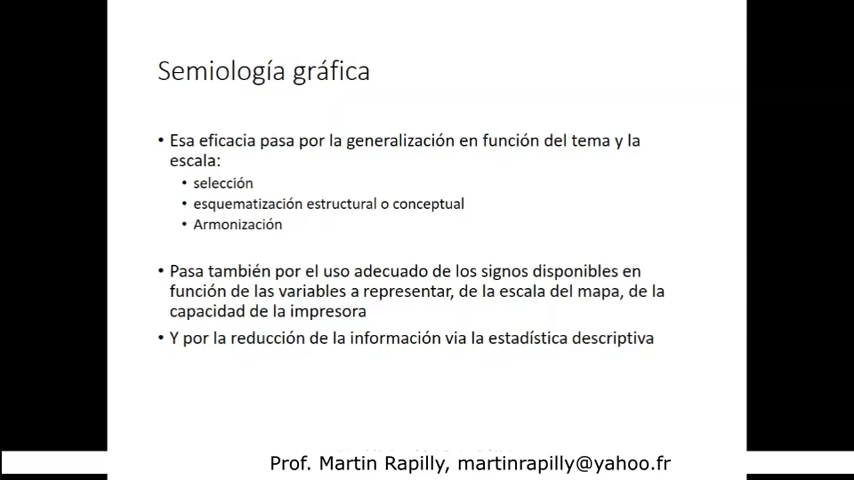 Semiología gráfica
• Esa eficacia pasa por la generalización en función del tema y la
escala:
• selección
• esquematización estructural o conceptual
• Armonización
• Pasa también por el uso adecuado de los signos disponibles en
función de las variables a representar, de la escala del mapa, de la
capacidad de la impresora
• Y por la reducción de la información via la estadística descriptiva
Prof. Martin Rapilly, martinrapilly@yahoo.fr